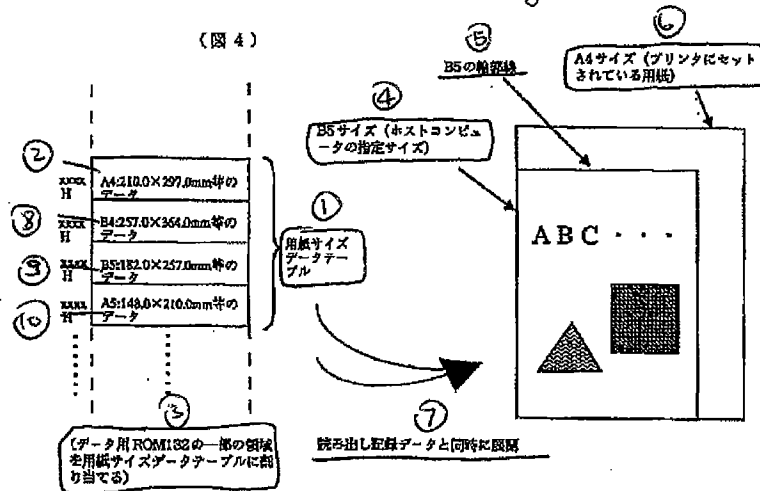 (図4)
⑥
⑤
A4サイズ(プリンタにセット
されている用紙)
B5の輪郭線
④
B5サイズ(ホストコンピュ
ータの指定サイズ)
②
xxxx
H
A4:210.0×297.0mm等の
データ
①
⑧
xxxx
H
B4:257.0×364.0mm等の
データ
用紙サイズ
データテー
ブル
ABC・・・
⑨
xxxx
H
B5:182.0×257.0mm等の
データ
⑩
xxxx
H
A5:148.0×210.0mm等の
データ
③
(データ用ROM132の一部の領域
を用紙サイズデータテーブルに割
り当てる)
⑦
読み出し記録データと同時に展開